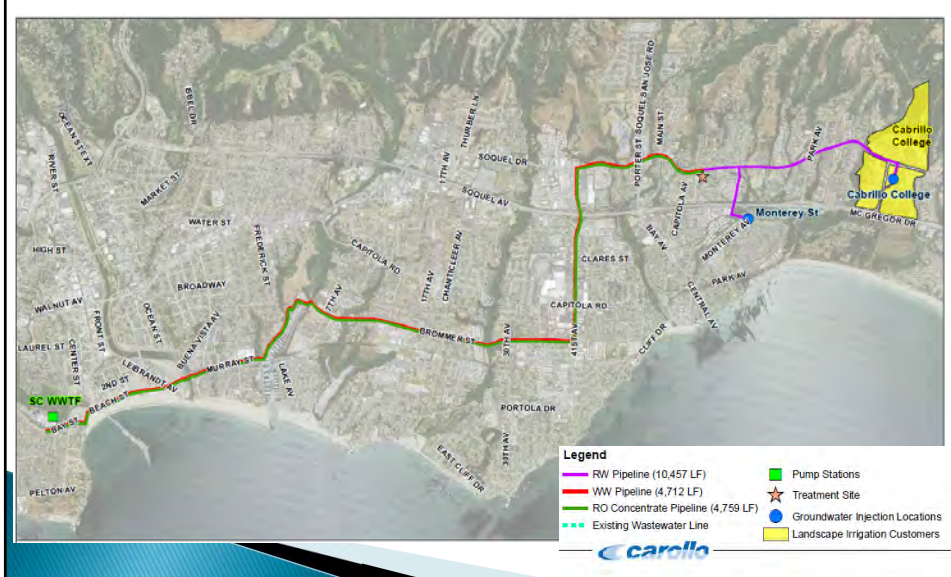 OCEAN ST EXT
RIVER ST
EBEL DR
MARKET ST
WATER ST
HIGH ST
FREDERICK ST
BROADWAY
WALNUT AV
FRONT ST
OCEAN ST
BUENA VISTA AV
LAUREL ST
CENTER ST
2ND ST
LEIBRANDT AV
MURRAY ST
LAKE AV
BEACH ST
SC WWTF
BAY ST
PELTON AV
7TH AV
THURBER LN
17TH AV
SOQUEL DR
SOQUEL AV
CAPITOLA RD
17TH AV
CHANTICLEER AV
BROMMER ST
30TH AV
41ST AV
CAPITOLA RD
CLARES ST
PORTOLA DR
30TH AV
EAST CLIFF DR
CLIFF DR
PORTER ST
SOQUEL SAN JOSE RD
MAIN ST
CAPITOLA AV
BAY AV
CENTRAL AV
MONTEREY AV
PARK AV
Monterey St
PARK AV
Cabrillo
College
Cabrillo College
MC GREGOR DR
Legend
RW Pipeline (10,457 LF)
WW Pipeline (4,712 LF)
RO Concentrate Pipeline (4,759 LF)
Existing Wastewater Line
Pump Stations
Treatment Site
Groundwater Injection Locations
Landscape Irrigation Customers
carollo